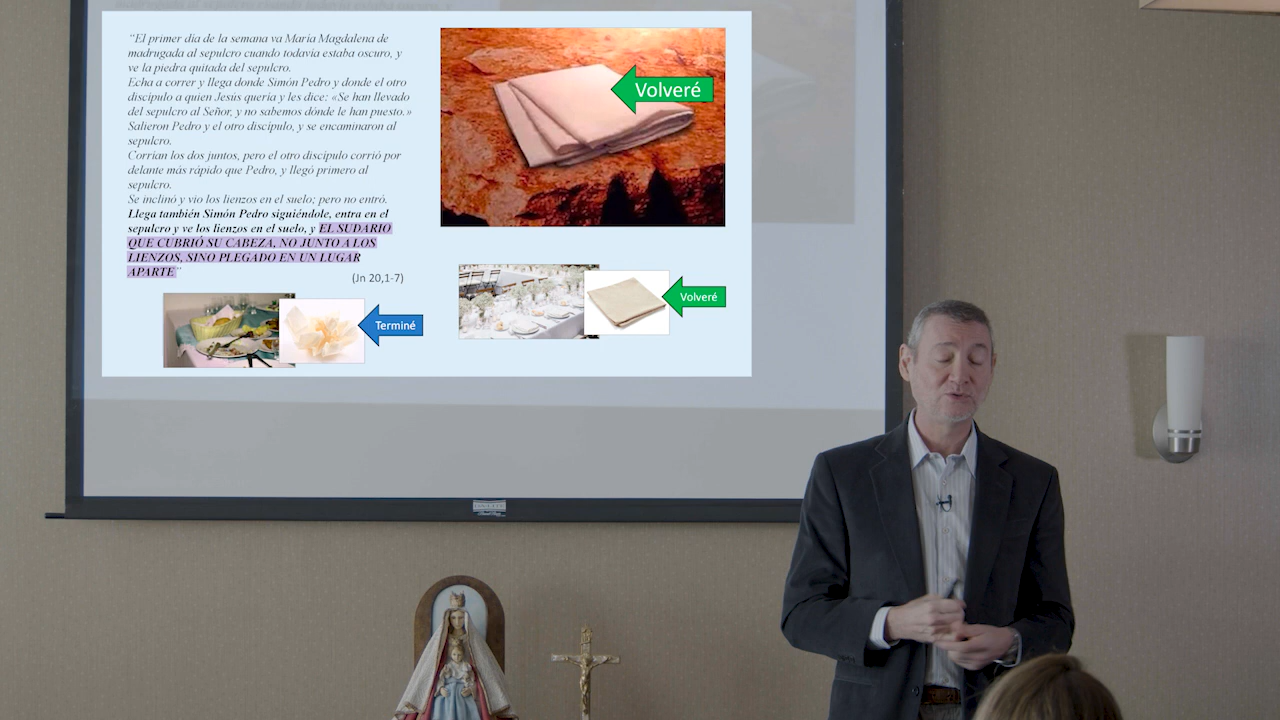 "El primer día de la semana va María Magdalena de
madrugada al sepulcro cuando todavía estaba oscuro, y
ve la piedra quitada del sepulcro.
Echa a correr y llega donde Simón Pedro y donde el otro
discípulo a quien Jesús quería y les dice: «Se han llevado
del sepulcro al Señor, y no sabemos dónde le han puesto.»
Salieron Pedro y el otro discípulo, y se encaminaron al
sepulcro.
Corrían los dos juntos, pero el otro discípulo corrió por
delante más rápido que Pedro, y llegó primero al
sepulcro.
Se inclinó y vio los lienzos en el suelo; pero no entró.
Llega también Simón Pedro siguiéndole, entra en el
sepulcro y ve los lienzos en el suelo, y EL SUDARIO
QUE CUBRIÓ SU CABEZA, NO JUNTO A LOS
LIENZOS, SINO PLEGADO EN UN LUGAR
APARTE"
(Jn 20,1-7)
Volveré
Terminé
Volveré